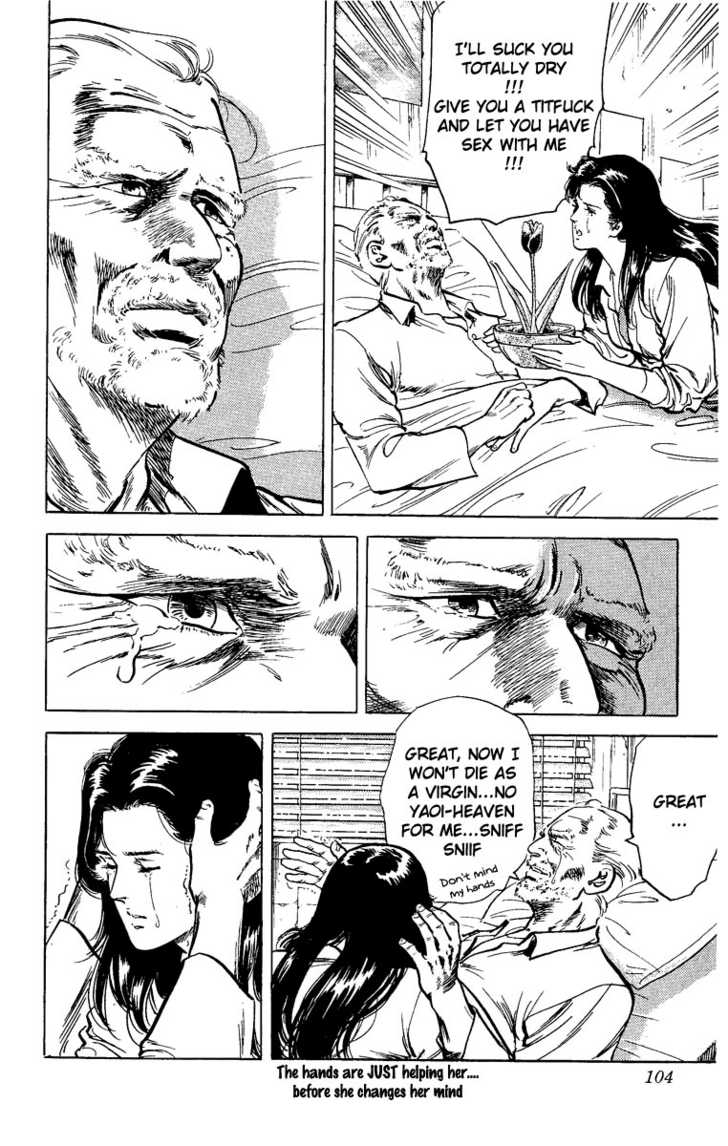 I'LL SUCK YOU
TOTALLY DRY
!!!
GIVE YOU A TITFUCK
AND LET YOU HAVE
SEX WITH ME
!!!
GREAT
...
GREAT, NOW I
WON'T DIE AS
A VIRGIN...NO
YAOI-HEAVEN
FOR ME...SNIFF
SNIIF
Don't mind
my hands
The hands are JUST helping her....
before she changes her mind
104